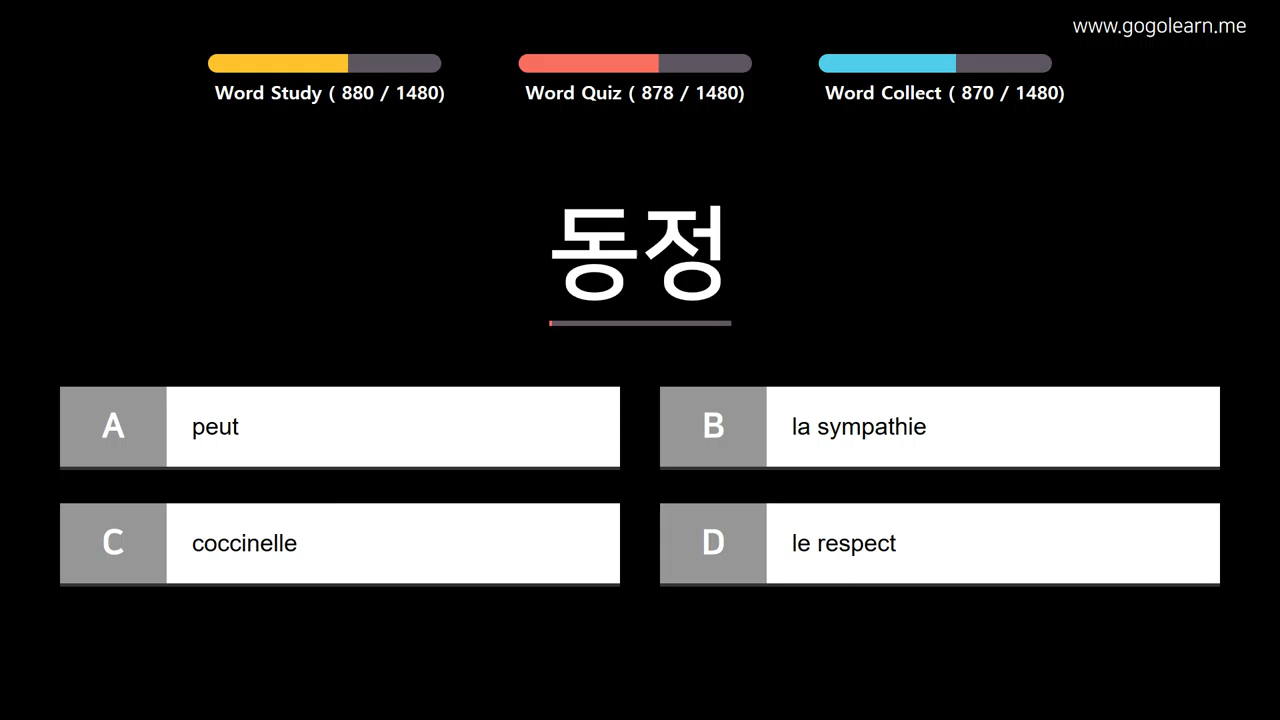 www.gogolearn.me
Word Study ( 880 / 1480)
Word Quiz ( 878 / 1480)
Word Collect ( 870 / 1480)
동정
A
peut
B
la sympathie
C
coccinelle
D
le respect